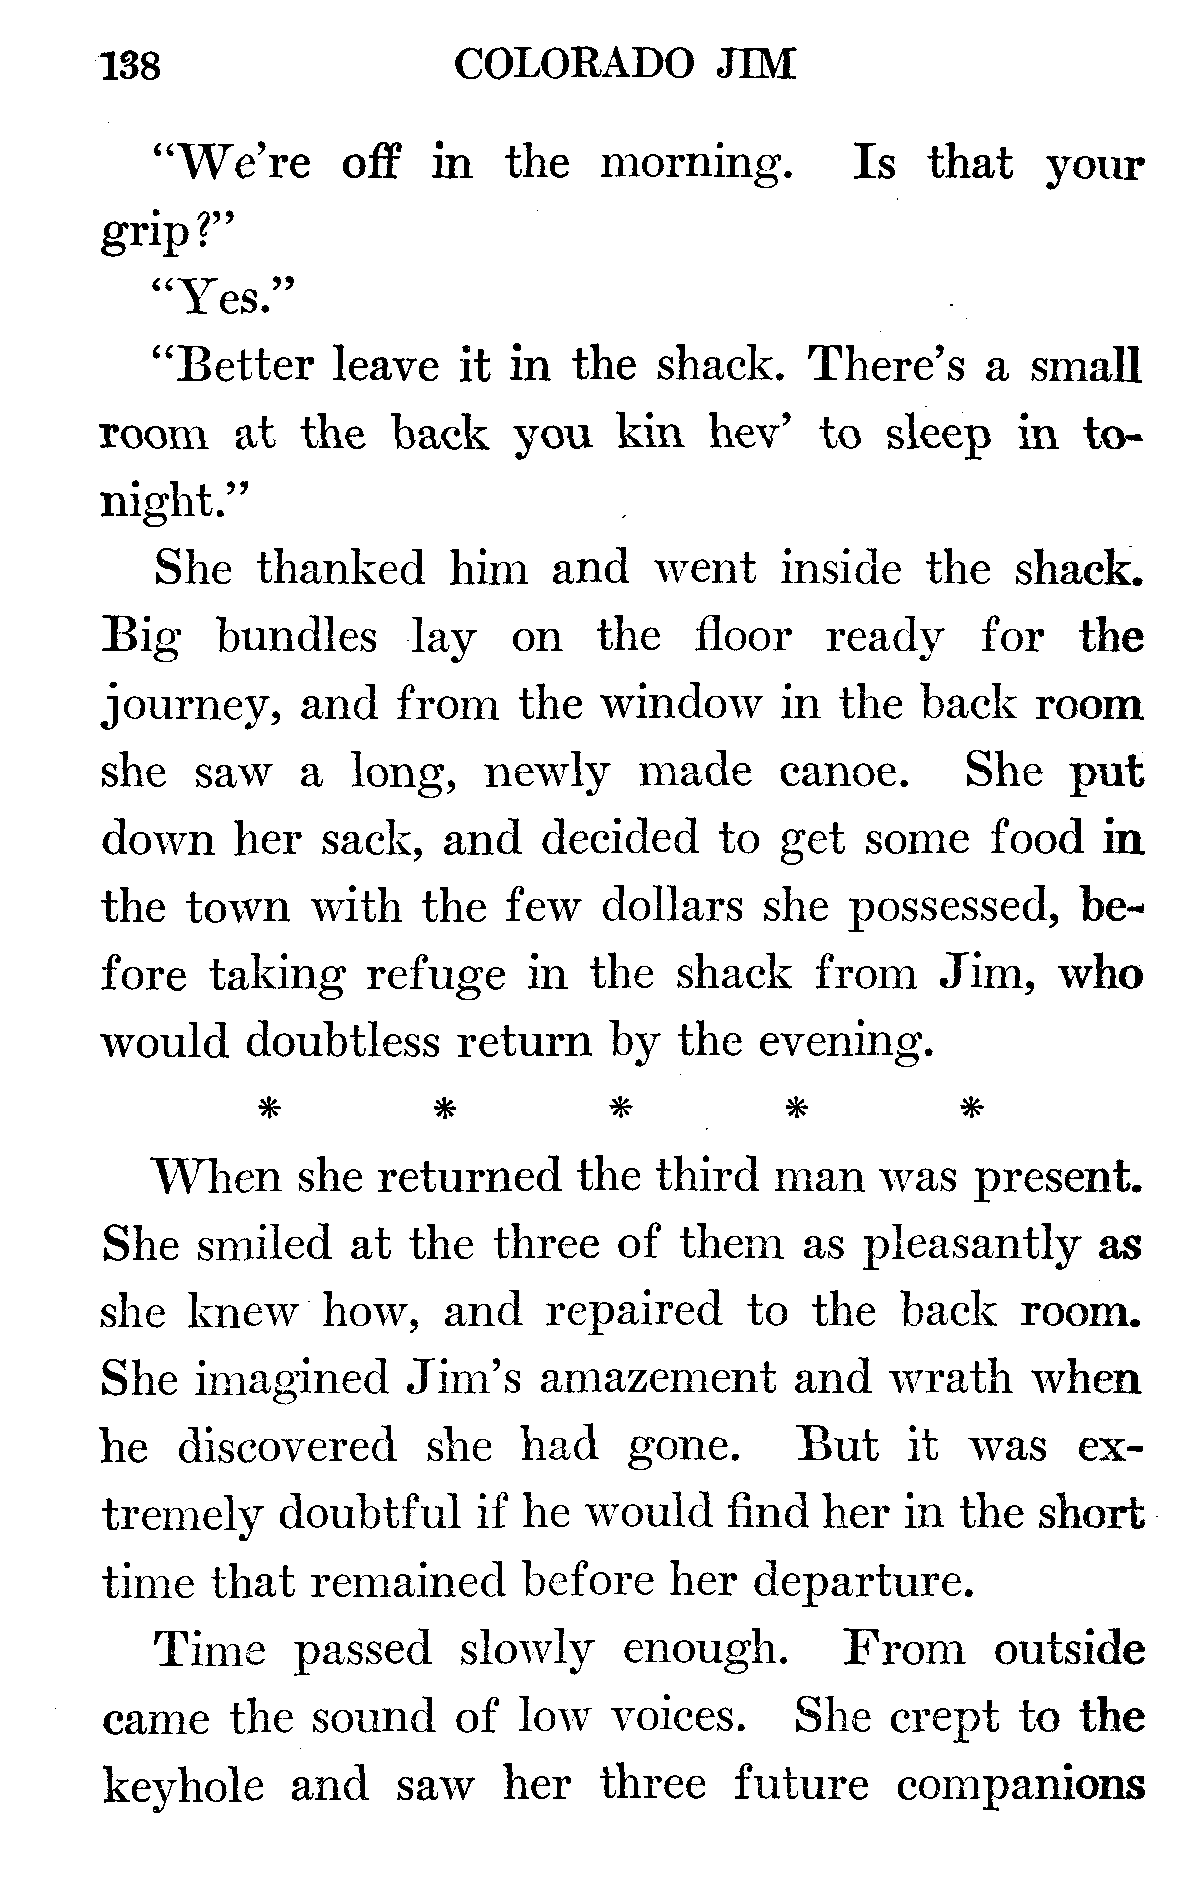 138 COLORADO JIM
“We’re off in the morning. Is that your
grip?”
“Yes.”
“Better leave it in the shack. There’s a small
room at the back you kin hev’ to sleep in to-
night.”
She thanked him and went inside the shack.
Big bundles lay on the floor ready for the
journey, and from the window in the back room
she saw a long, newly made canoe. She put
down her sack, and decided to get some food in
the town with the few dollars she possessed, be-
fore taking refuge in the shack from Jim, who
would doubtless return by the evening.
* * * * *
When she returned the third man was present.
She smiled at the three of them as pleasantly as
she knew how, and repaired to the back room.
She imagined Jim’s amazement and wrath when
he discovered she had gone. But it was ex-
tremely doubtful if he would find her in the short
time that remained before her departure.
Time passed slowly enough. From outside
came the sound of low voices. She crept to the
keyhole and saw her three future companions